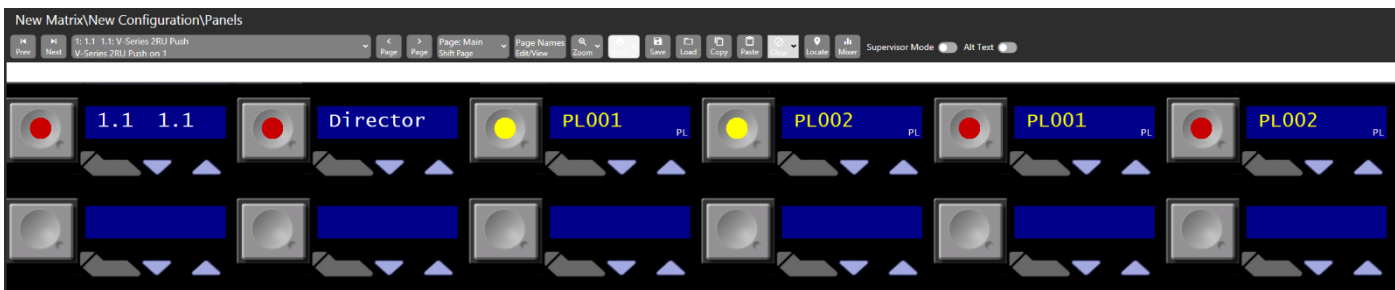 New Matrix\New Configuration\Panels
Prev
Next
1: 1.1 1.1: V-Series 2RU Push
V-Series 2RU Push on 1
Page
Page
Page: Main
Shift Page
Page Names
Edit/View
Zoom
Save
Load
Copy
Paste
Clear
Locate
Mixer
Supervisor Mode
Alt Text
1.1 1.1
Director
PL001
PL
PL002
PL
PL001
PL
PL002
PL